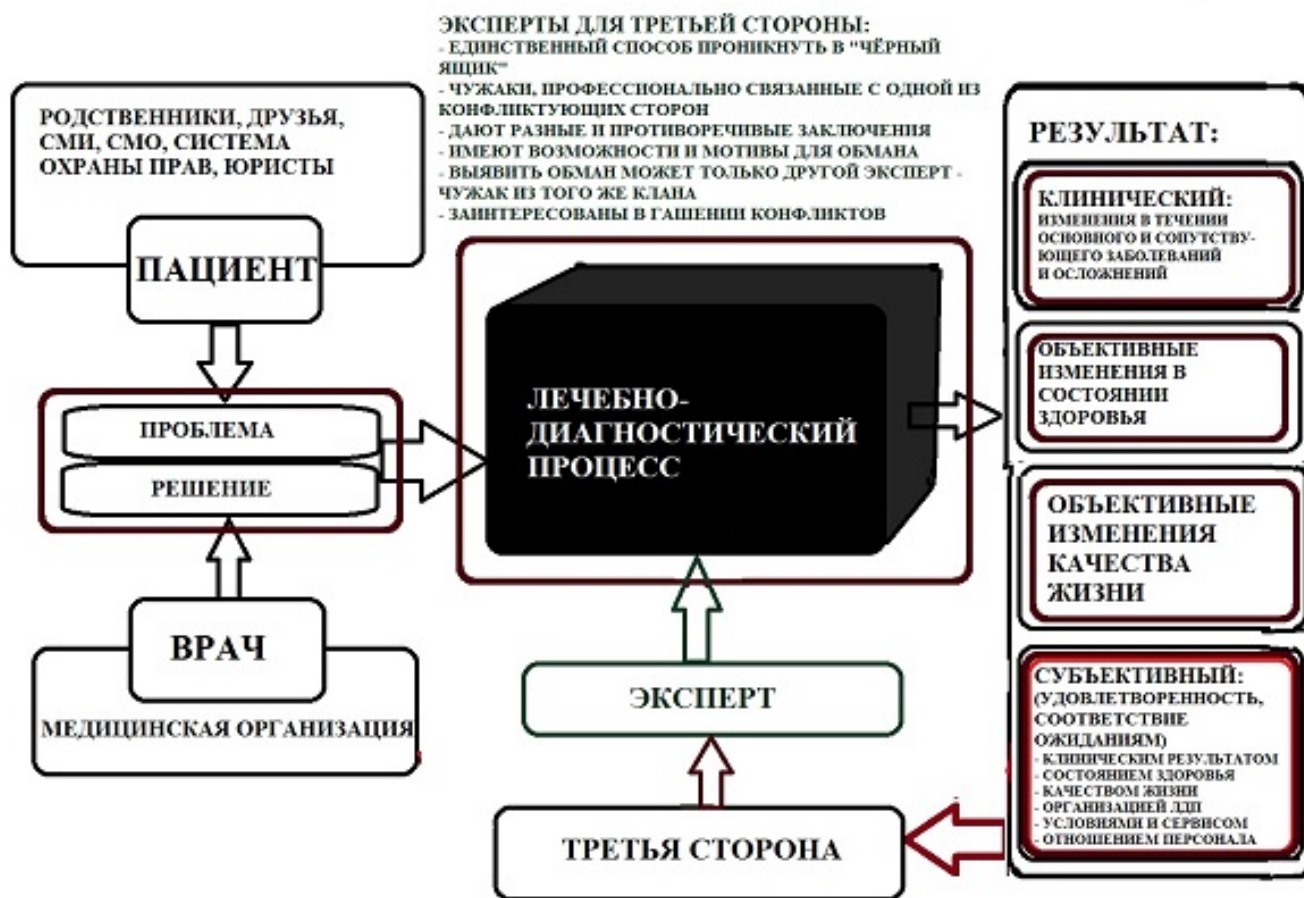 ЭКСПЕРТЫ ДЛЯ ТРЕТЬЕЙ СТОРОНЫ:
- ЕДИНСТВЕННЫЙ СПОСОБ ПРОНИКНУТЬ В "ЧЁРНЫЙ
ЯЩИК"
- ЧУЖАКИ, ПРОФЕССИОНАЛЬНО СВЯЗАННЫЕ С ОДНОЙ ИЗ
КОНФЛИКТУЮЩИХ СТОРОН
- ДАЮТ РАЗНЫЕ И ПРОТИВОРЕЧИВЫЕ ЗАКЛЮЧЕНИЯ
- ИМЕЮТ ВОЗМОЖНОСТИ И МОТИВЫ ДЛЯ ОБМАНА
- ВЫЯВИТЬ ОБМАН МОЖЕТ ТОЛЬКО ДРУГОЙ ЭКСПЕРТ -
ЧУЖАК ИЗ ТОГО ЖЕ КЛАНА
- ЗАИНТЕРЕСОВАНЫ В ГАШЕНИИ КОНФЛИКТОВ
РОДСТВЕННИКИ, ДРУЗЬЯ,
СМИ, СМО, СИСТЕМА
ОХРАНЫ ПРАВ, ЮРИСТЫ
ПАЦИЕНТ
ПРОБЛЕМА
РЕШЕНИЕ
ВРАЧ
МЕДИЦИНСКАЯ ОРГАНИЗАЦИЯ
ЛЕЧЕБНО-
ДИАГНОСТИЧЕСКИЙ
ПРОЦЕСС
ЭКСПЕРТ
ТРЕТЬЯ СТОРОНА
РЕЗУЛЬТАТ:
КЛИНИЧЕСКИЙ:
ИЗМЕНЕНИЯ В ТЕЧЕНИИ
ОСНОВНОГО И СОПУТСТВУ-
ЮЩЕГО ЗАБОЛЕВАНИЙ
И ОСЛОЖНЕНИЙ
ОБЪЕКТИВНЫЕ
ИЗМЕНЕНИЯ В
СОСТОЯНИИ
ЗДОРОВЬЯ
ОБЪЕКТИВНЫЕ
ИЗМЕНЕНИЯ
КАЧЕСТВА
ЖИЗНИ
СУБЪЕКТИВНЫЙ:
(УДОВЛЕТВОРЕННОСТЬ,
СООТВЕТСТВИЕ
ОЖИДАНИЯМ)
- КЛИНИЧЕСКИМ РЕЗУЛЬТАТОМ
- СОСТОЯНИЕМ ЗДОРОВЬЯ
- КАЧЕСТВОМ ЖИЗНИ
- ОРГАНИЗАЦИЕЙ ЛДП
- УСЛОВИЯМИ И СЕРВИСОМ
- ОТНОШЕНИЕМ ПЕРСОНАЛА